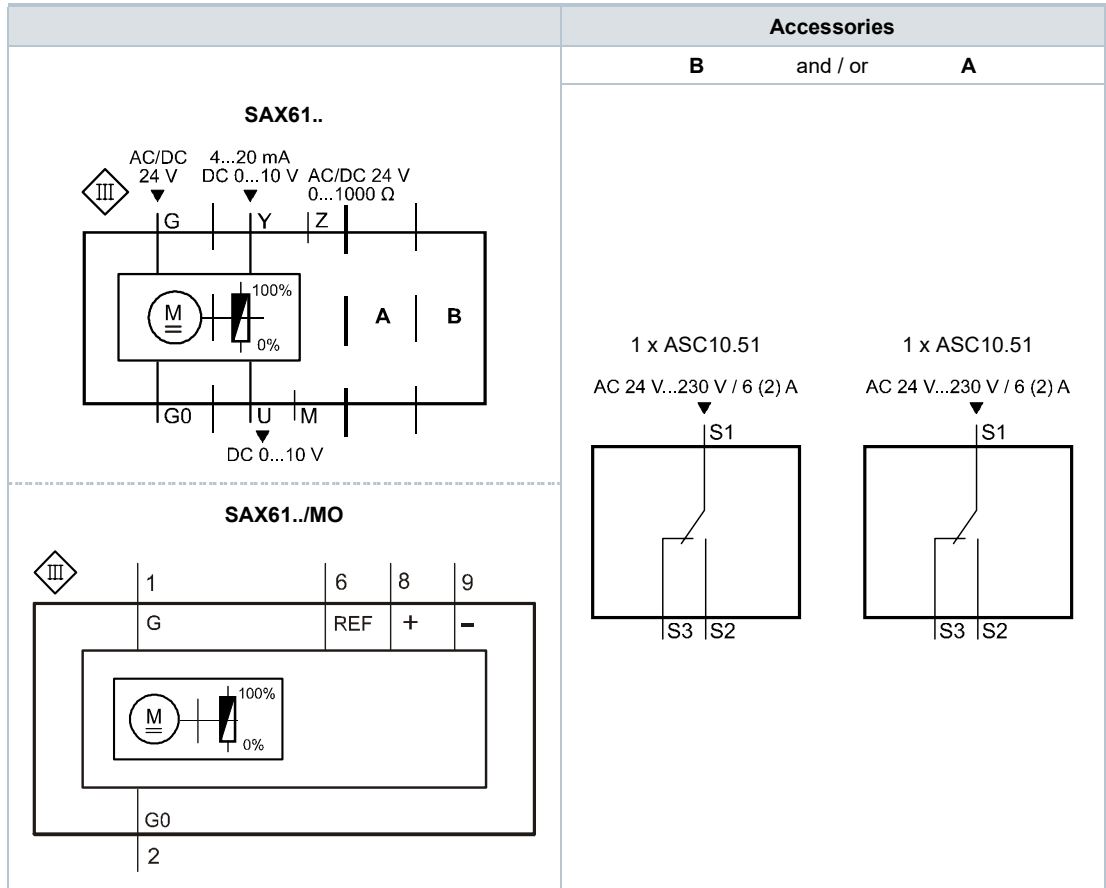 Accessories
B and / or A
SAX61..
AC/DC 24 V
4...20 mA
DC 0...10 V
AC/DC 24 V
0...1000 Ω
III
G Y Z
M
100%
0%
A B
G0 U M
DC 0...10 V
SAX61../MO
III
1 6 8 9
G REF + -
M
100%
0%
G0
2
1 x ASC10.51
AC 24 V...230 V / 6 (2) A
S1
S3 S2
1 x ASC10.51
AC 24 V...230 V / 6 (2) A
S1
S3 S2